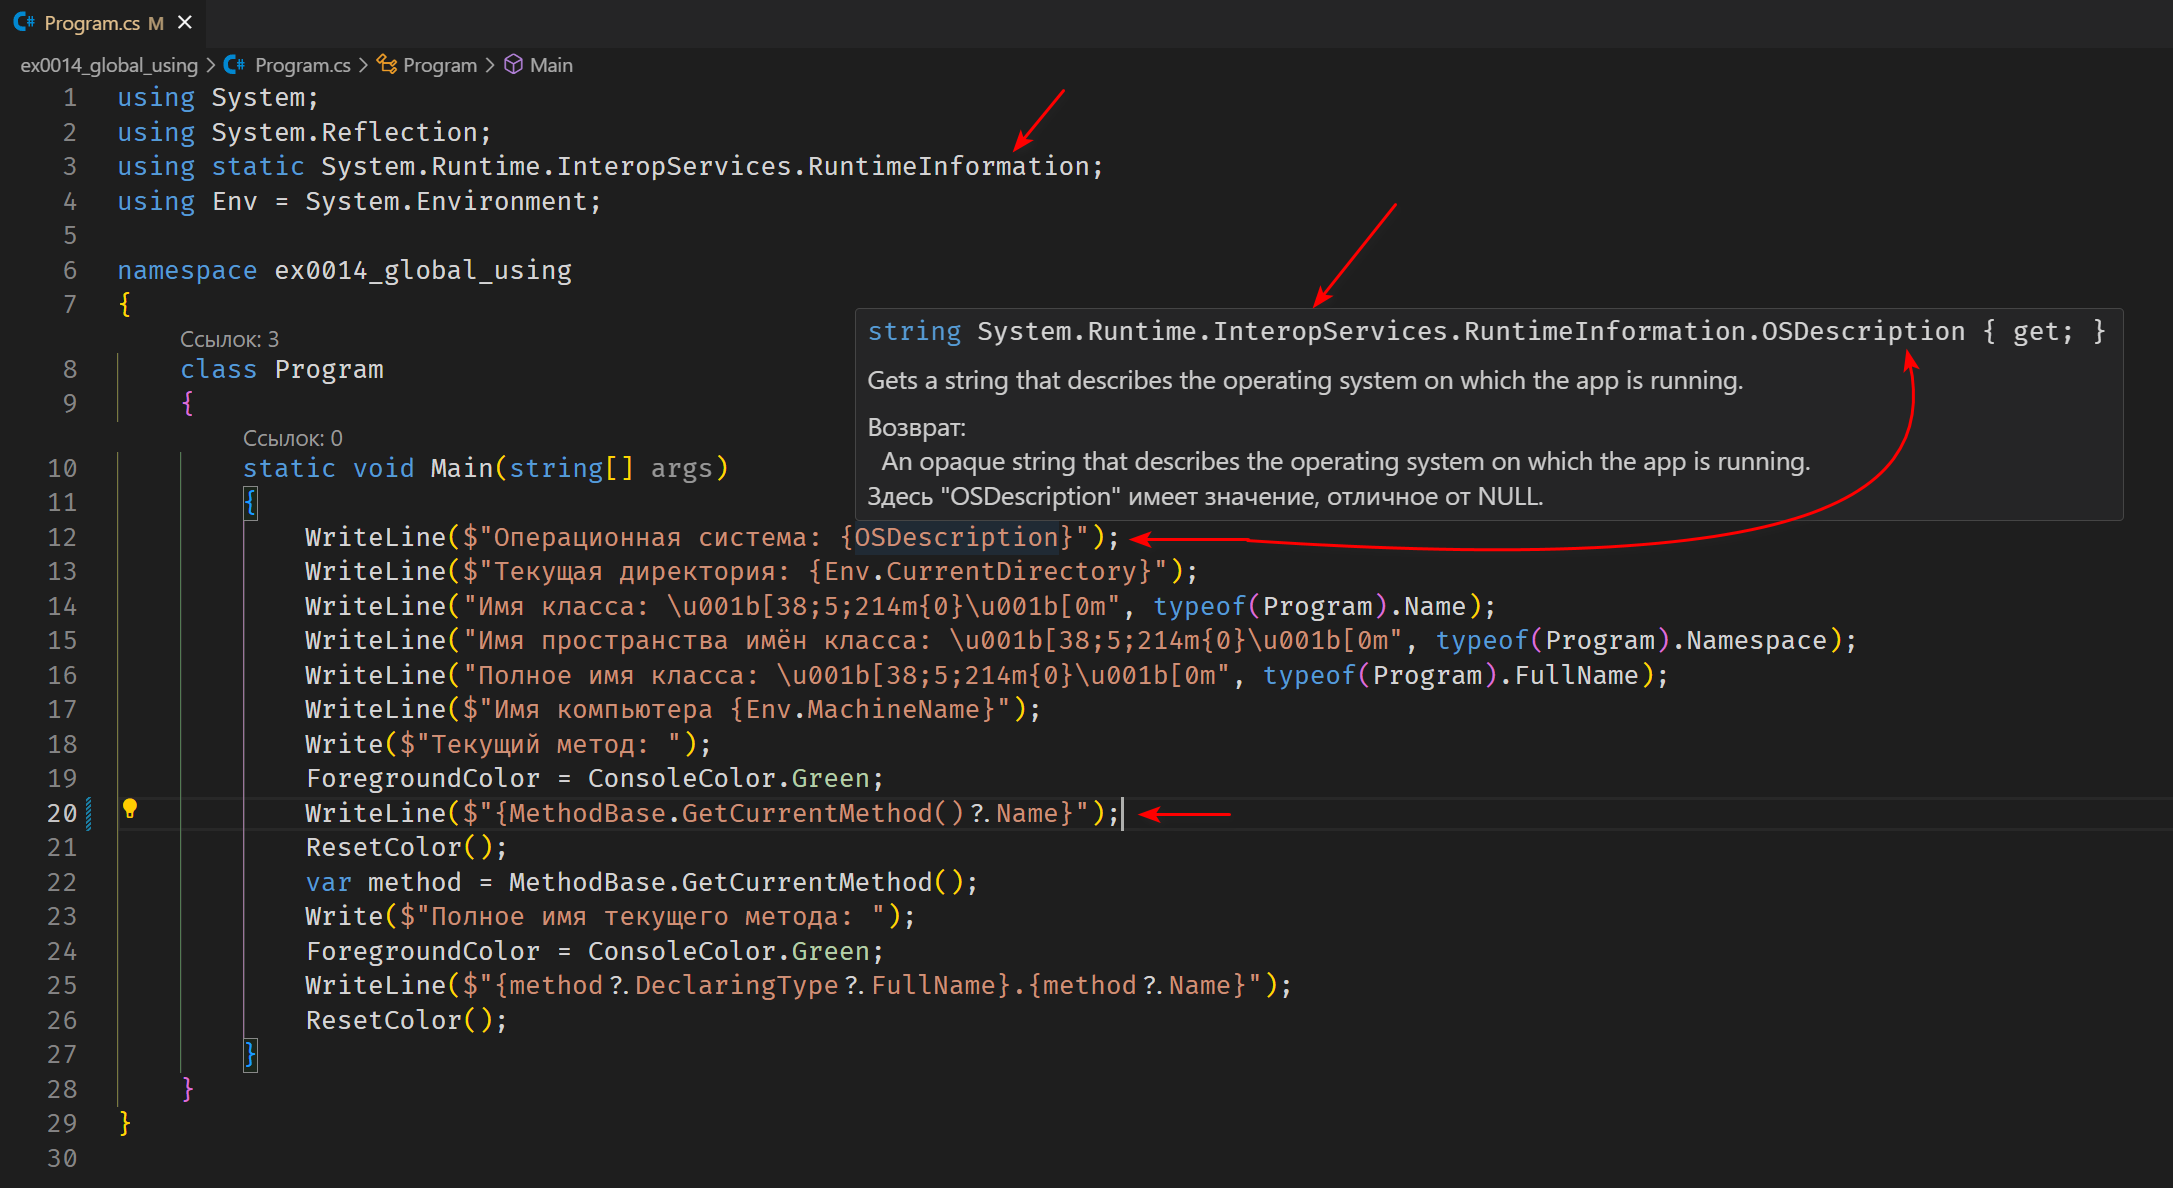 Program.cs M ×
ex0014_global_using > Program.cs > Program > Main
1 using System;
2 using System.Reflection;
3 using static System.Runtime.InteropServices.RuntimeInformation;
4 using Env = System.Environment;
5
6 namespace ex0014_global_using
7 {
Ссылок: 3
8 class Program
9 {
Ссылок: 0
10 static void Main(string[] args)
11 {
string System.Runtime.InteropServices.RuntimeInformation.OSDescription { get; }
Gets a string that describes the operating system on which the app is running.
Возврат:
An opaque string that describes the operating system on which the app is running.
Здесь "OSDescription" имеет значение, отличное от NULL.
12 WriteLine($"Операционная система: {OSDescription}");
13 WriteLine($"Текущая директория: {Env.CurrentDirectory}");
14 WriteLine("Имя класса: \u001b[38;5;214m{0}\u001b[0m", typeof(Program).Name);
15 WriteLine("Имя пространства имён класса: \u001b[38;5;214m{0}\u001b[0m", typeof(Program).Namespace);
16 WriteLine("Полное имя класса: \u001b[38;5;214m{0}\u001b[0m", typeof(Program).FullName);
17 WriteLine($"Имя компьютера {Env.MachineName}");
18 Write($"Текущий метод: ");
19 ForegroundColor = ConsoleColor.Green;
20 WriteLine($"{MethodBase.GetCurrentMethod()?.Name}");
21 ResetColor();
22 var method = MethodBase.GetCurrentMethod();
23 Write($"Полное имя текущего метода: ");
24 ForegroundColor = ConsoleColor.Green;
25 WriteLine($"{method?.DeclaringType?.FullName}.{method?.Name}");
26 ResetColor();
27 }
28 }
29 }
30